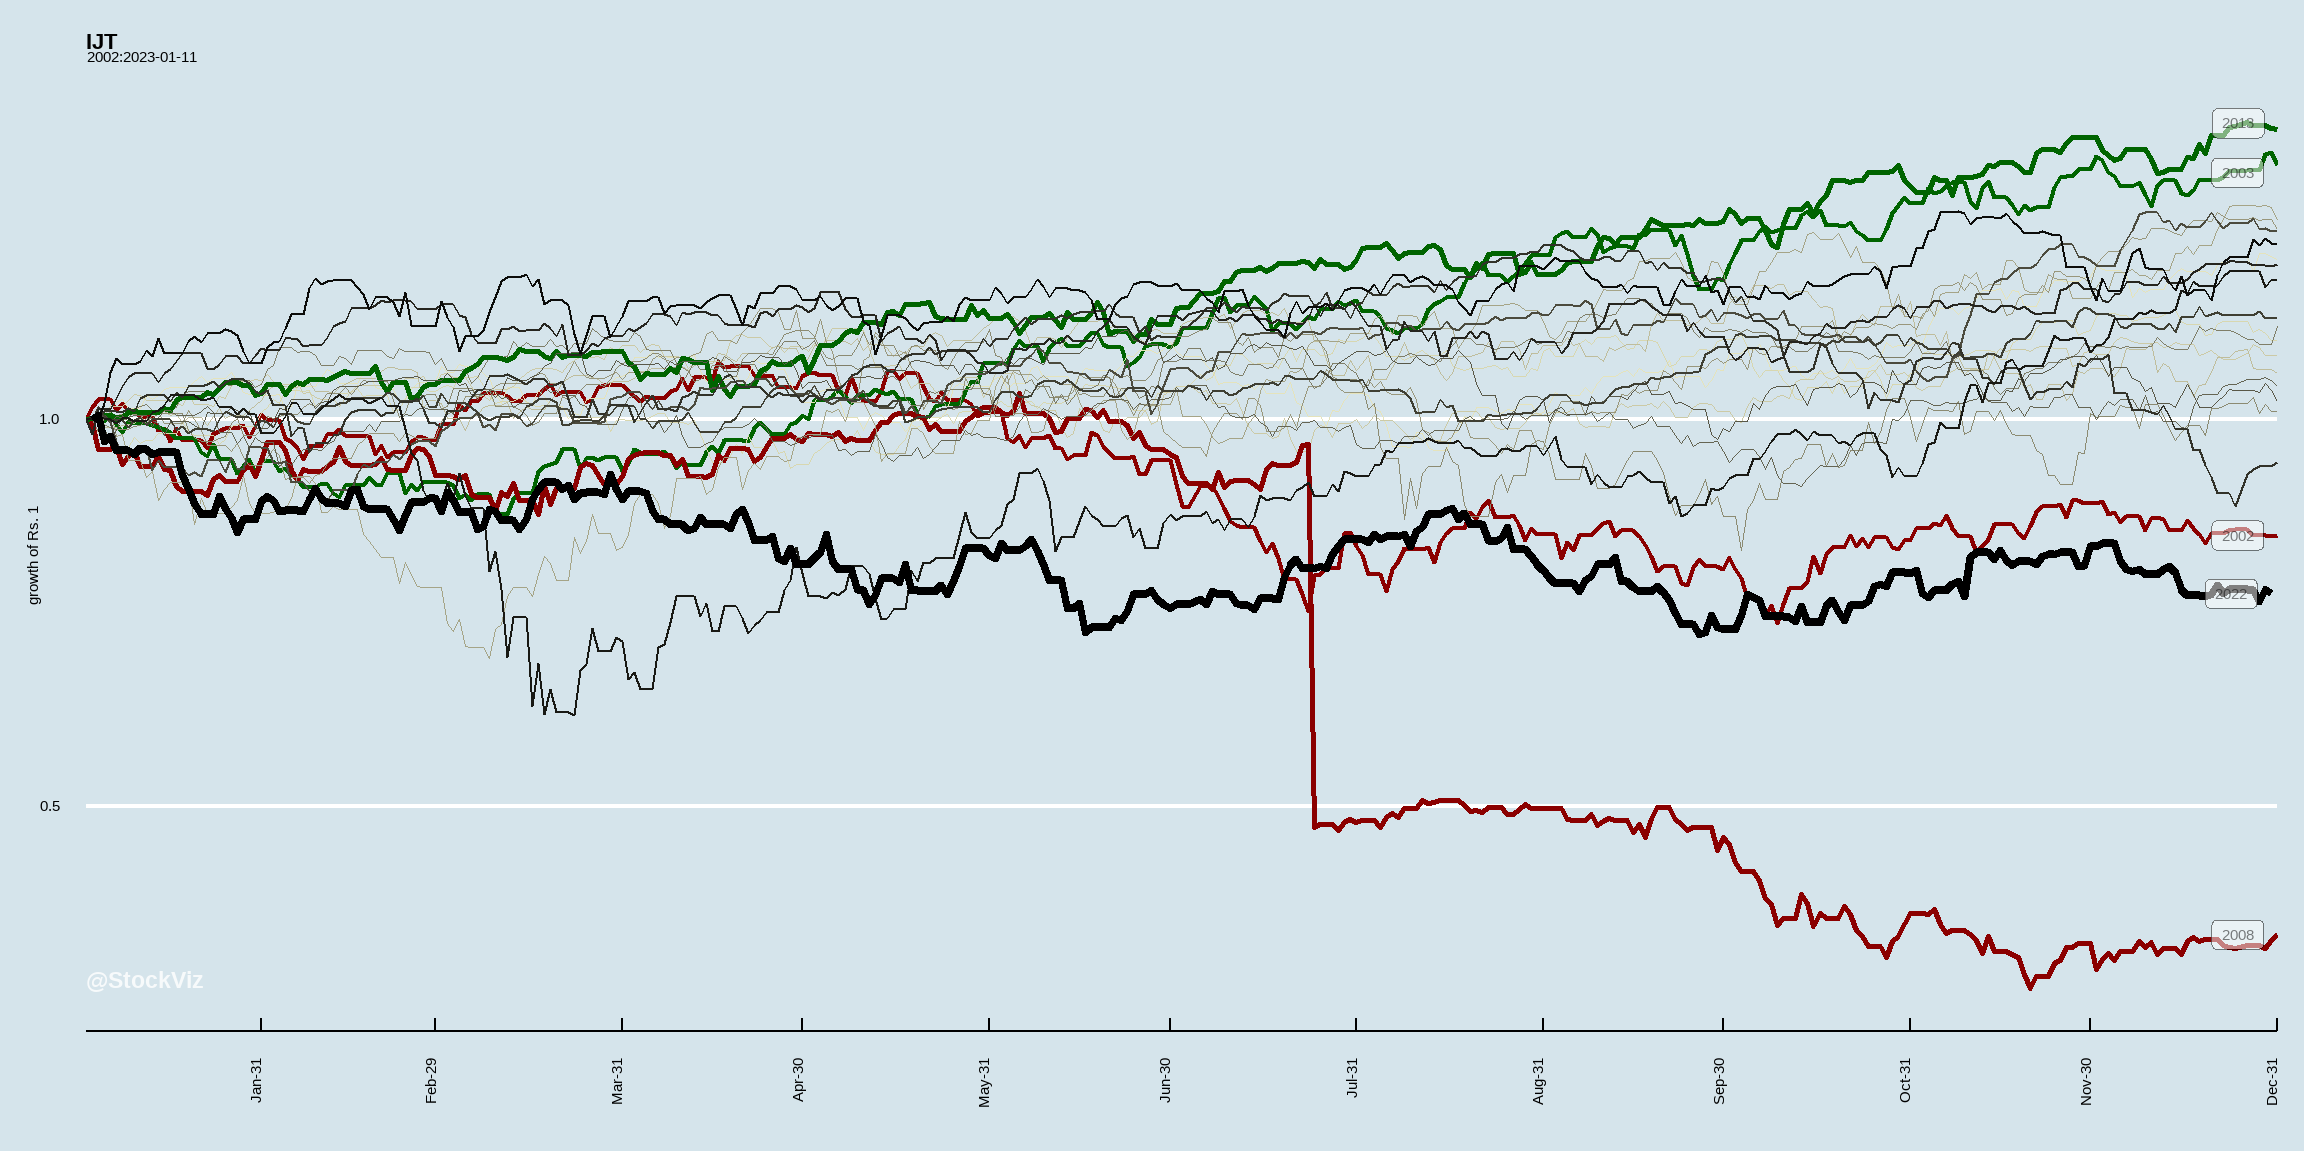 IJT
2002:2023-01-11
2013
2003
1.0
growth of Rs. 1
2002
2022
0.5
2008
@StockViz
Jan-31
Feb-29
Mar-31
Apr-30
May-31
Jun-30
Jul-31
Aug-31
Sep-30
Oct-31
Nov-30
Dec-31